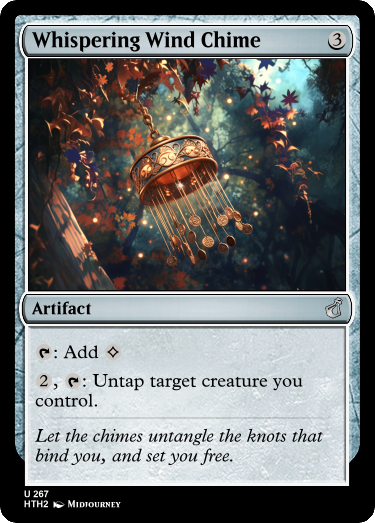 Whispering Wind Chime 3
Artifact
: Add
2, : Untap target creature you
control.
Let the chimes untangle the knots that
bind you, and set you free.
U 267
HTH2 Midjourney